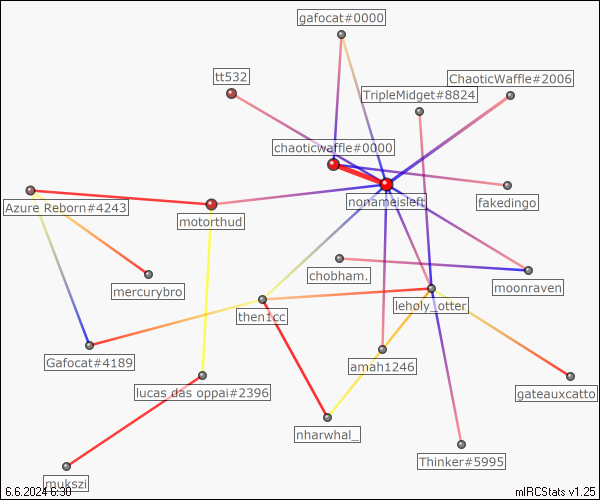 gafocat#0000
tt532
ChaoticWaffle#2006
TripleMidget#8824
chaoticwaffle#0000
nonameisleft
fakedingo
Azure Reborn#4243
motorthud
chobham.
moonraven
mercurybro
leholy_otter
then1cc
Gafocat#4189
amah1246
lucas das oppai#2396
gateauxcatto
nharwhal_
Thinker#5995
mukszi
6.6.2024 6:30
mIRCStats v1.25